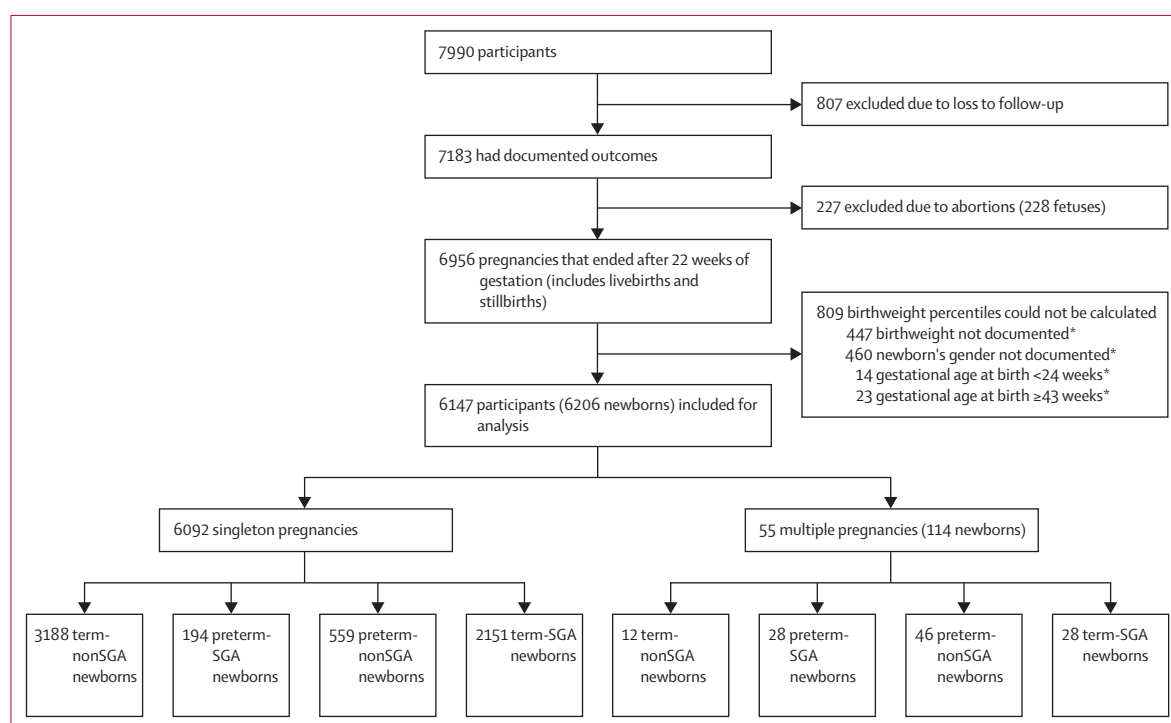 7990 participants
807 excluded due to loss to follow-up
7183 had documented outcomes
227 excluded due to abortions (228 fetuses)
6956 pregnancies that ended after 22 weeks of
gestation (includes livebirths and
stillbirths)
809 birthweight percentiles could not be calculated
447 birthweight not documented*
460 newborn's gender not documented*
14 gestational age at birth <24 weeks*
23 gestational age at birth ≥43 weeks*
6147 participants (6206 newborns) included for
analysis
6092 singleton pregnancies
55 multiple pregnancies (114 newborns)
3188 term-
nonSGA
newborns
194 preterm-
SGA
newborns
559 preterm-
nonSGA
newborns
2151 term-SGA
newborns
12 term-
nonSGA
newborns
28 preterm-
SGA
newborns
46 preterm-
nonSGA
newborns
28 term-SGA
newborns